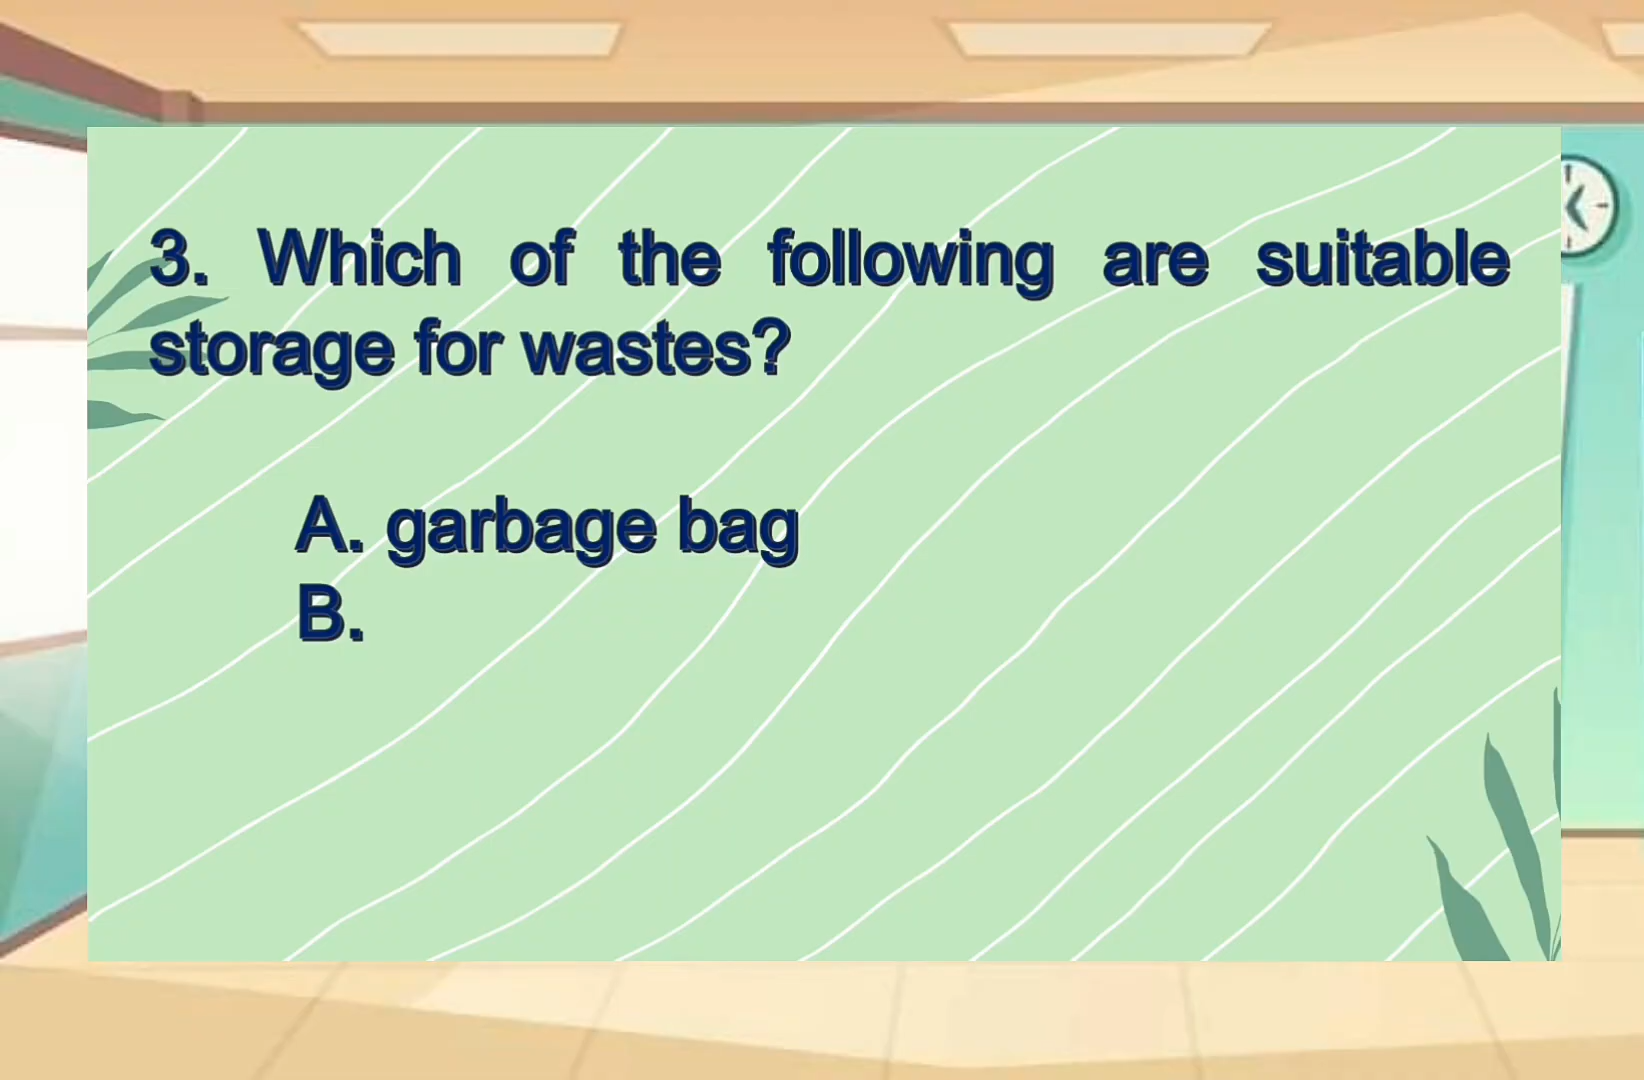 3. Which of the following are suitable
storage for wastes?
A. garbage bag
B.